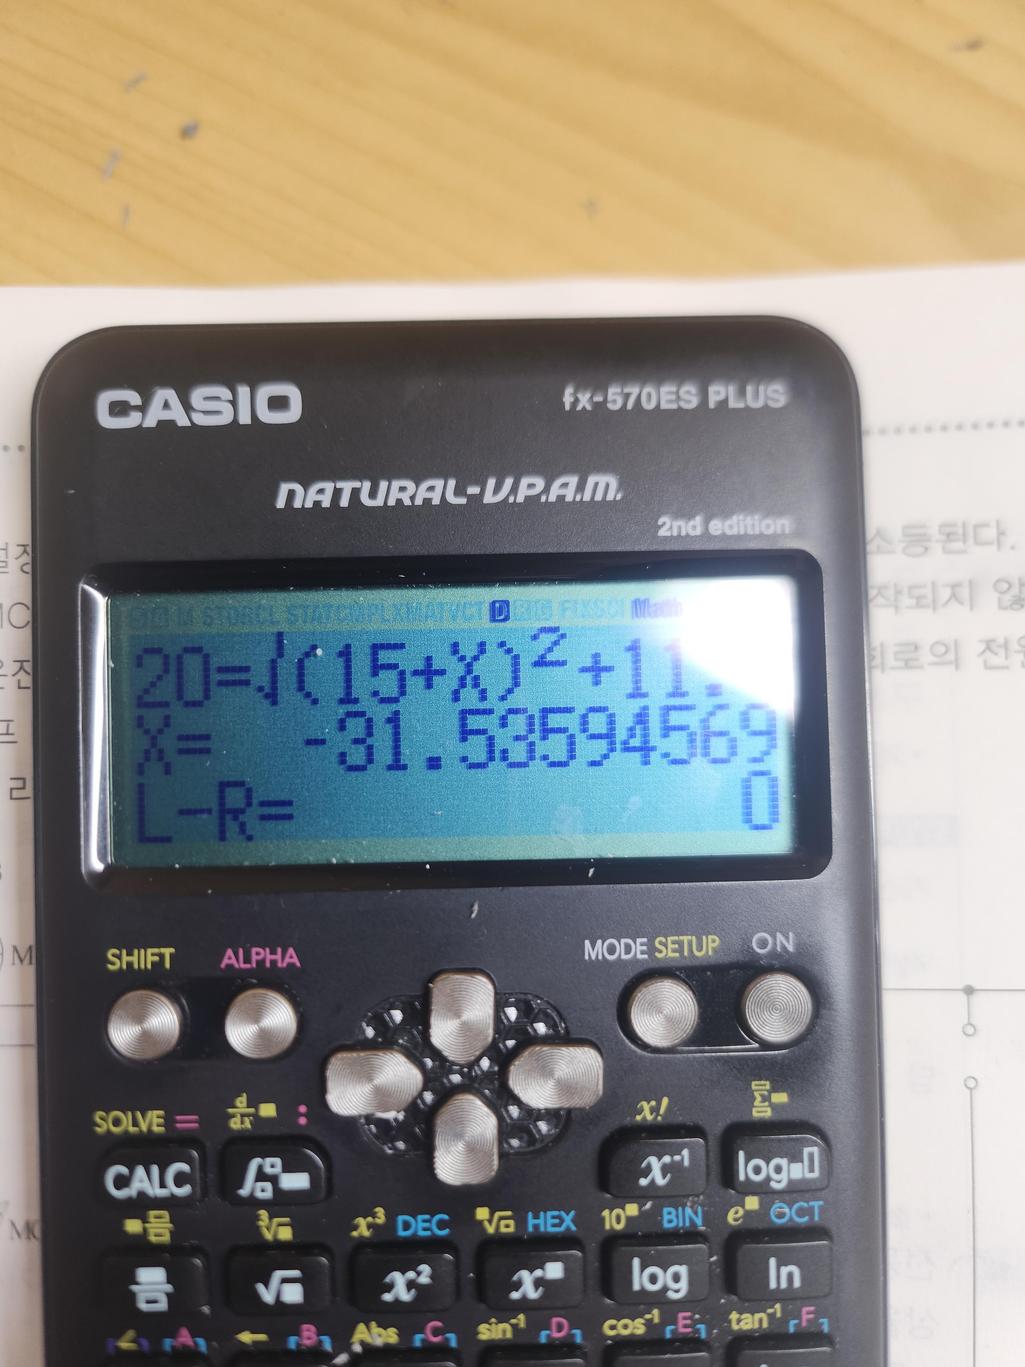 CASIO
fx-570ES PLUS
NATURAL-V.P.A.M.
2nd edition
소등된다.
작되지 않
회로의 전원
D Math
20=√(15+X)²+11.
X= -31.53594569
L-R= 0
SHIFT ALPHA MODE SETUP ON
SOLVE = d/dx■ : x! Σ
CALC ∫ x⁻¹ log
³√ x³ DEC ■√□ HEX 10■ BIN e■ OCT
√■ x² x■ log ln
∠ A ← B Abs C sin⁻¹ D cos⁻¹ E tan⁻¹ F